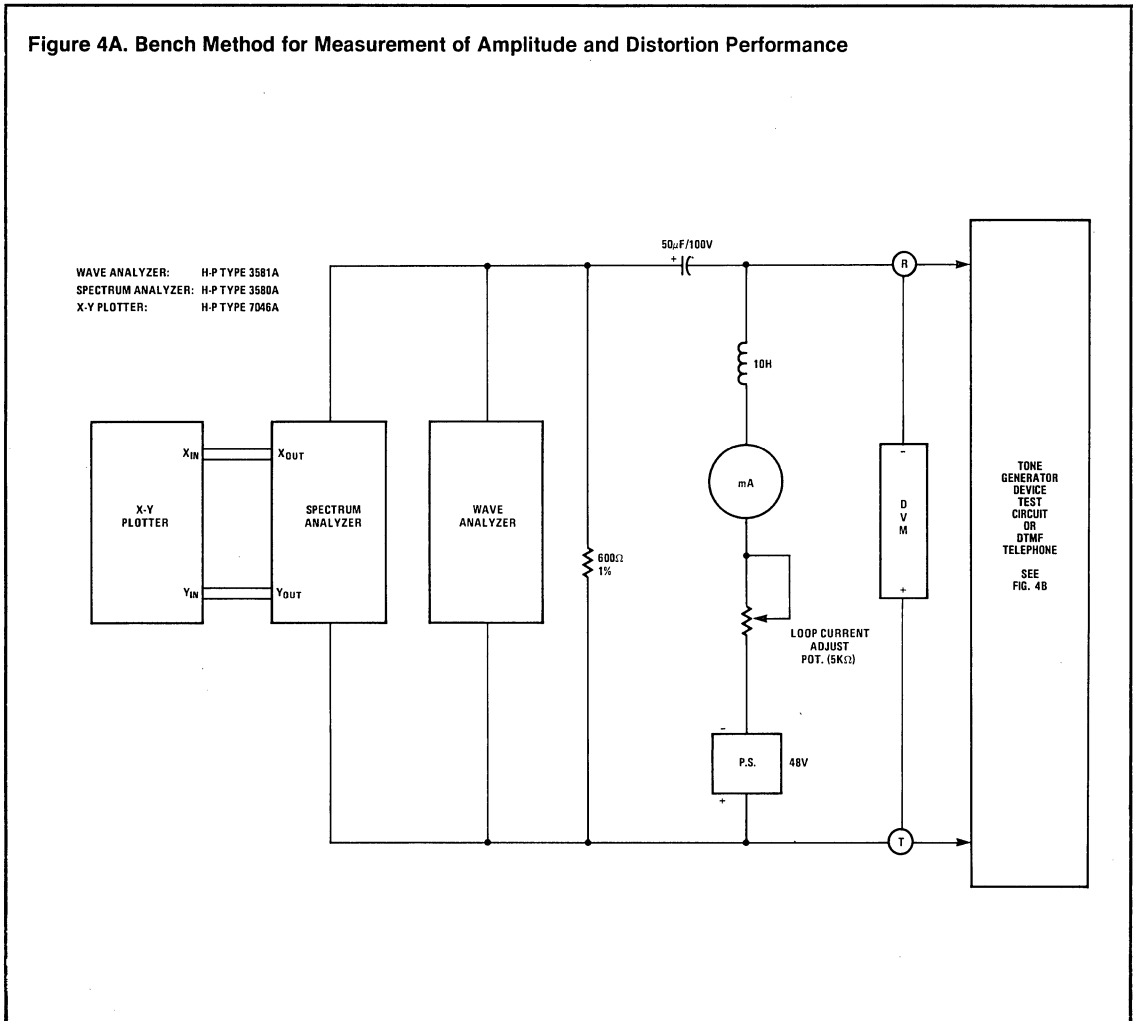 Figure 4A. Bench Method for Measurement of Amplitude and Distortion Performance
WAVE ANALYZER: H-P TYPE 3581A
SPECTRUM ANALYZER: H-P TYPE 3580A
X-Y PLOTTER: H-P TYPE 7046A
50μF/100V
+ -
R
10H
X-Y
PLOTTER
XIN
YIN
XOUT
YOUT
SPECTRUM
ANALYZER
WAVE
ANALYZER
600Ω
1%
mA
LOOP CURRENT
ADJUST
POT. (5KΩ)
-
P.S.
+
48V
-
D
V
M
+
T
TONE
GENERATOR
DEVICE
TEST
CIRCUIT
OR
DTMF
TELEPHONE
SEE
FIG. 4B